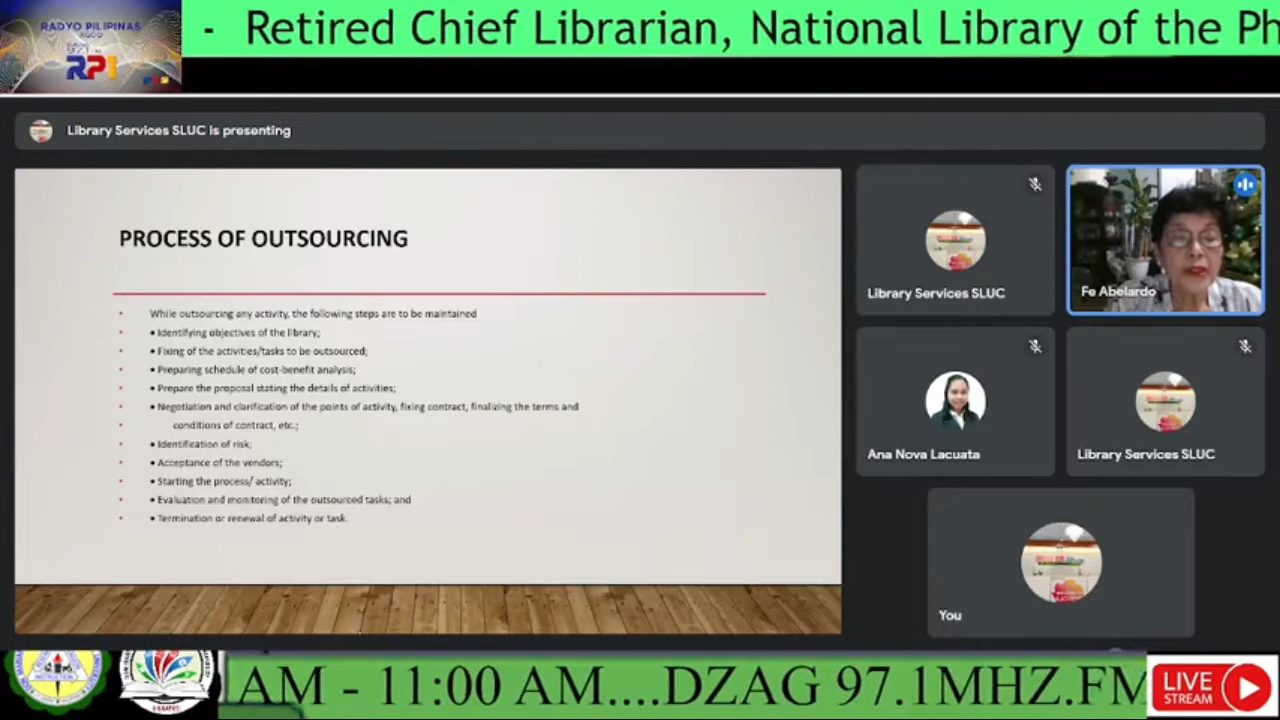 - Retired Chief Librarian, National Library of the Ph
RADYO PILIPINAS
AGOO
RP1
Library Services SLUC is presenting
PROCESS OF OUTSOURCING
• While outsourcing any activity, the following steps are to be maintained
• • Identifying objectives of the library;
• • Fixing of the activities/tasks to be outsourced;
• • Preparing schedule of cost-benefit analysis;
• • Prepare the proposal stating the details of activities;
• • Negotiation and clarification of the points of activity, fixing contract, finalizing the terms and
• conditions of contract, etc.;
• • Identification of risk;
• • Acceptance of the vendors;
• • Starting the process/ activity;
• • Evaluation and monitoring of the outsourced tasks; and
• • Termination or renewal of activity or task.
Library Services SLUC
Fe Abelardo
Ana Nova Lacuata
Library Services SLUC
You
AM - 11:00 AM....DZAG 97.1MHZ.FM
LIVE
STREAM